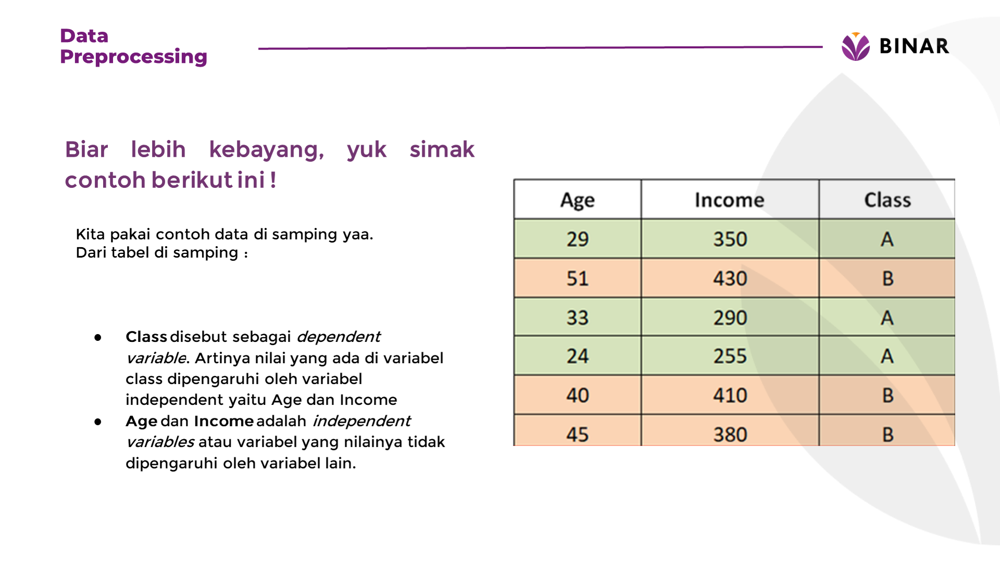 Data
Preprocessing
BINAR
Biar lebih kebayang, yuk simak
contoh berikut ini !
Kita pakai contoh data di samping yaa.
Dari tabel di samping :
● Class disebut sebagai dependent
variable. Artinya nilai yang ada di variabel
class dipengaruhi oleh variabel
independent yaitu Age dan Income
● Age dan Income adalah independent
variables atau variabel yang nilainya tidak
dipengaruhi oleh variabel lain.
Age Income Class
29 350 A
51 430 B
33 290 A
24 255 A
40 410 B
45 380 B